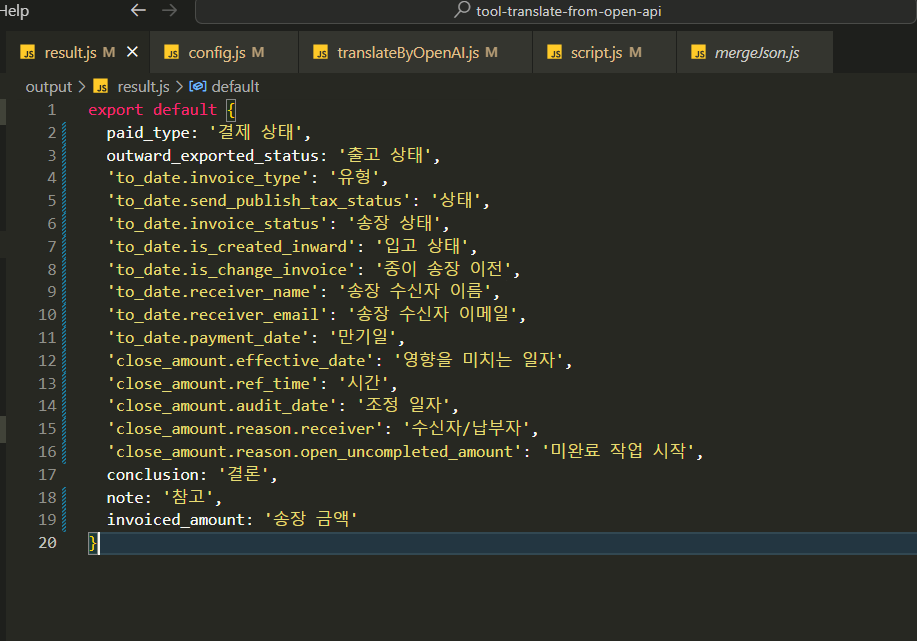 Help
tool-translate-from-open-api
JS result.js M
JS config.js M
JS translateByOpenAI.js M
JS script.js M
JS mergeJson.js
output > JS result.js > default
1 export default {
2 paid_type: '결제 상태',
3 outward_exported_status: '출고 상태',
4 'to_date.invoice_type': '유형',
5 'to_date.send_publish_tax_status': '상태',
6 'to_date.invoice_status': '송장 상태',
7 'to_date.is_created_inward': '입고 상태',
8 'to_date.is_change_invoice': '종이 송장 이전',
9 'to_date.receiver_name': '송장 수신자 이름',
10 'to_date.receiver_email': '송장 수신자 이메일',
11 'to_date.payment_date': '만기일',
12 'close_amount.effective_date': '영향을 미치는 일자',
13 'close_amount.ref_time': '시간',
14 'close_amount.audit_date': '조정 일자',
15 'close_amount.reason.receiver': '수신자/납부자',
16 'close_amount.reason.open_uncompleted_amount': '미완료 작업 시작',
17 conclusion: '결론',
18 note: '참고',
19 invoiced_amount: '송장 금액'
20 }